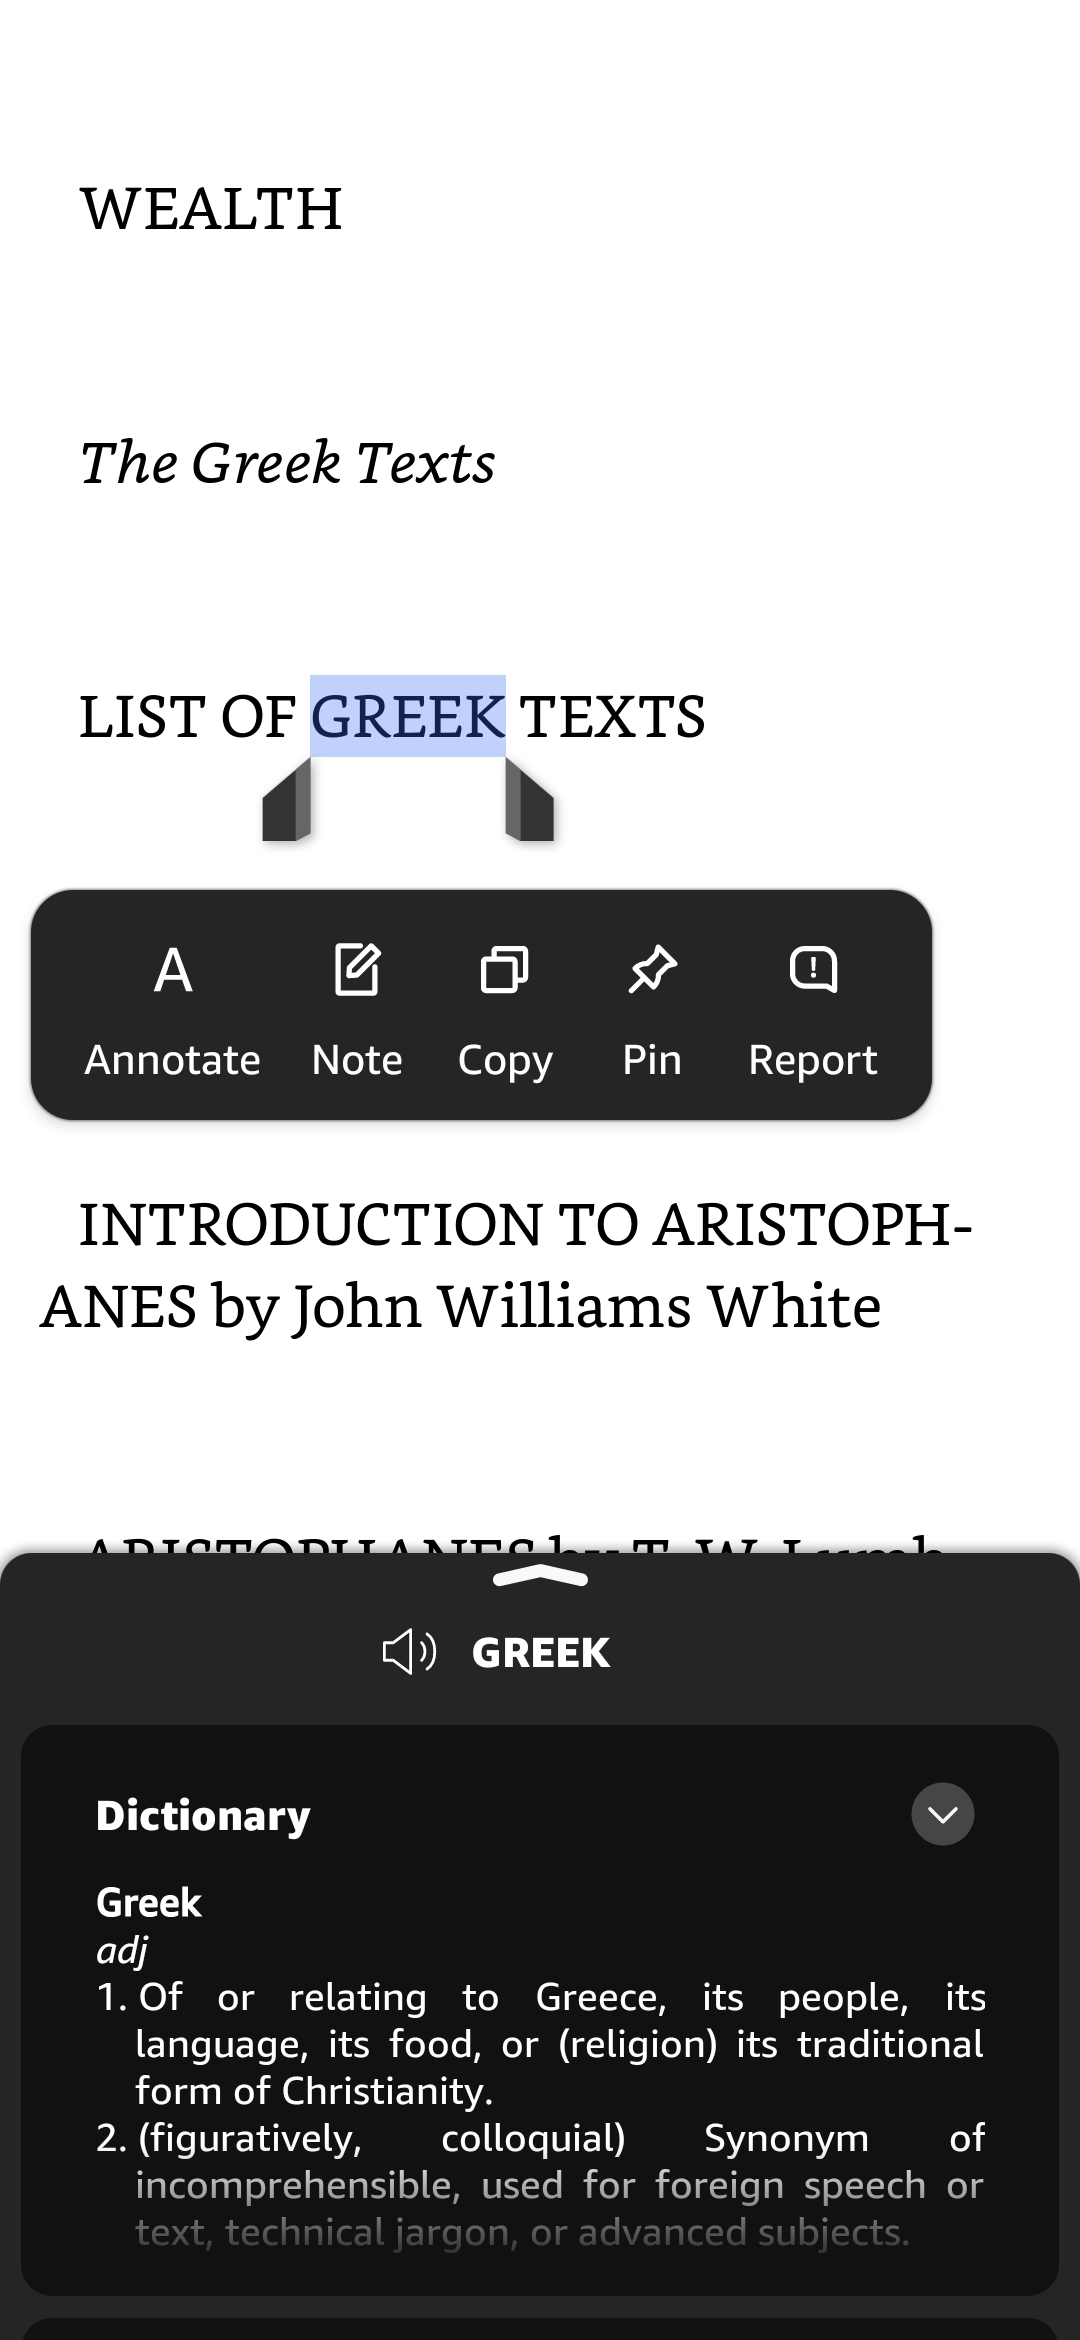 WEALTH
The Greek Texts
LIST OF GREEK TEXTS
A
Annotate Note Copy Pin Report
INTRODUCTION TO ARISTOPH-
ANES by John Williams White
ARISTOPHANES by T. W. Lumb
GREEK
Dictionary
Greek
adj
1. Of or relating to Greece, its people, its
language, its food, or (religion) its traditional
form of Christianity.
2. (figuratively, colloquial) Synonym of
incomprehensible, used for foreign speech or
text, technical jargon, or advanced subjects.